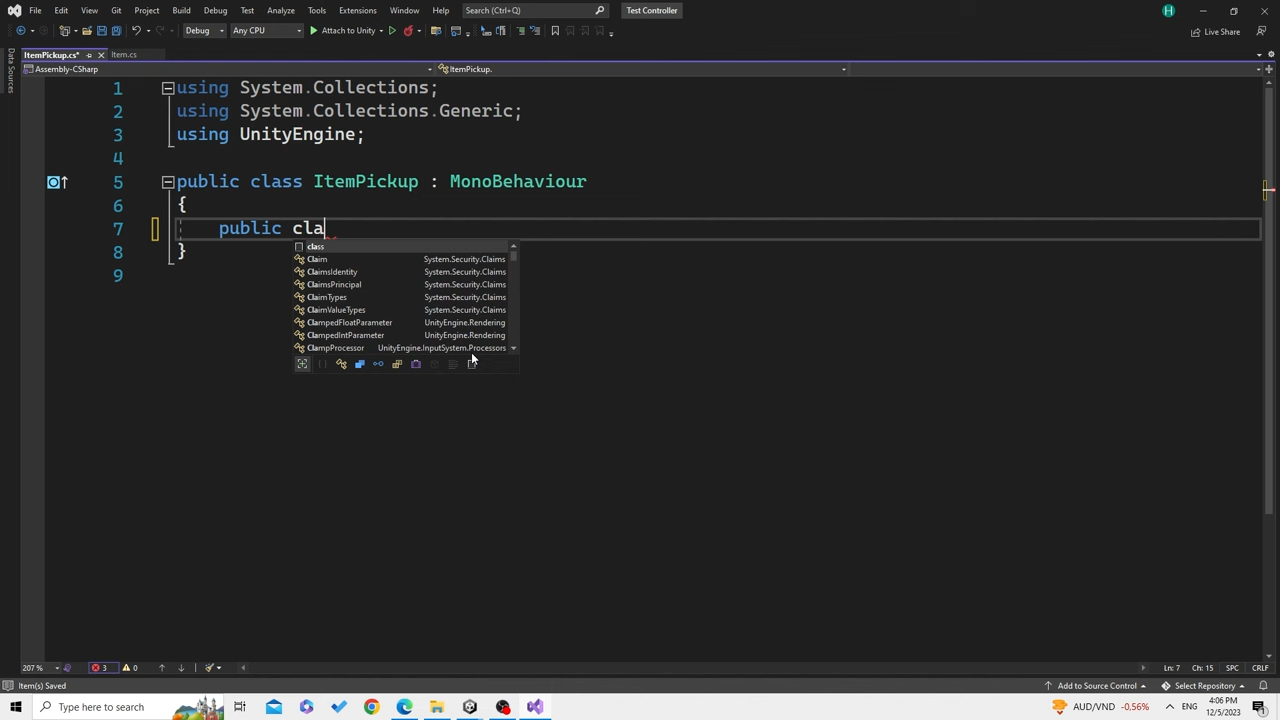 File Edit View Git Project Build Debug Test Analyze Tools Extensions Window Help Search (Ctrl+Q) Test Controller
Debug Any CPU Attach to Unity Live Share
ItemPickup.cs* Item.cs
Data Sources
Assembly-CSharp ItemPickup.
1 using System.Collections;
2 using System.Collections.Generic;
3 using UnityEngine;
4
5 public class ItemPickup : MonoBehaviour
6 {
7 public cla
8 }
9
class
Claim System.Security.Claims
ClaimsIdentity System.Security.Claims
ClaimsPrincipal System.Security.Claims
ClaimTypes System.Security.Claims
ClaimValueTypes System.Security.Claims
ClampedFloatParameter UnityEngine.Rendering
ClampedIntParameter UnityEngine.Rendering
ClampProcessor UnityEngine.InputSystem.Processors
207 % 3 0 Ln: 7 Ch: 15 SPC CRLF
Item(s) Saved Add to Source Control Select Repository
Type here to search AUD/VND -0.56% ENG 4:06 PM
12/5/2023 1
H